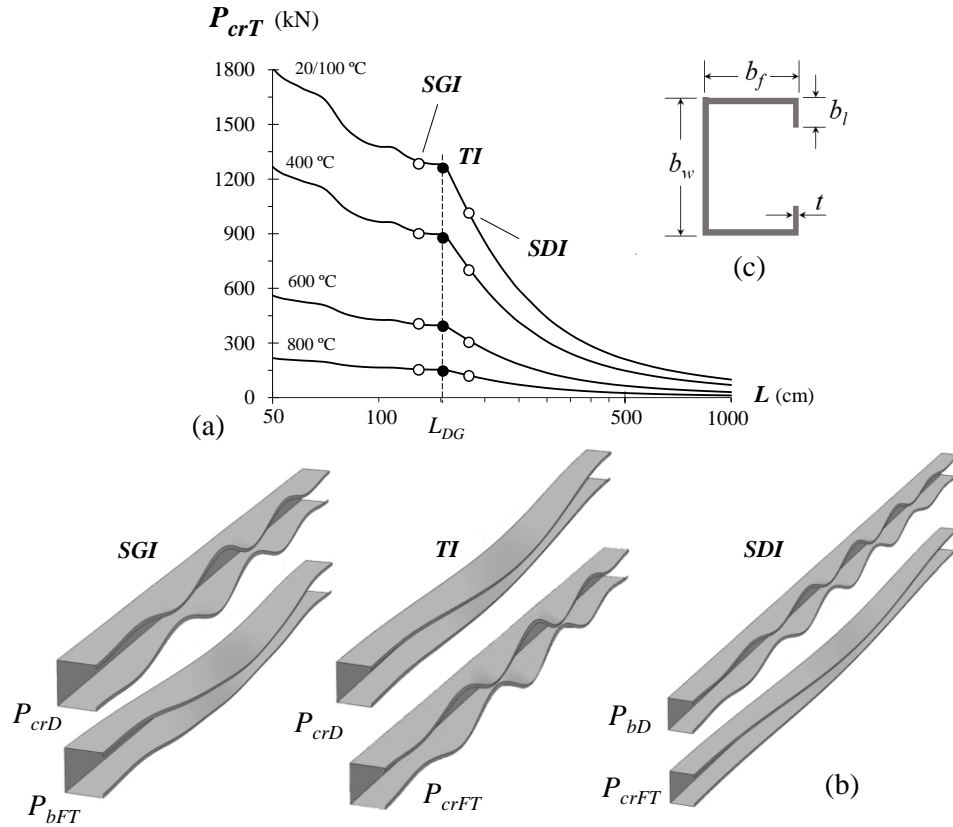 P_crT (kN)
1800
1500
1200
900
600
300
0
20/100 ºC
400 ºC
600 ºC
800 ºC
SGI
TI
SDI
50
100
L_DG
500
1000
L (cm)
(a)
b_f
b_l
b_w
t
(c)
SGI
TI
SDI
P_crD
P_bFT
P_crD
P_crFT
P_bD
P_crFT
(b)